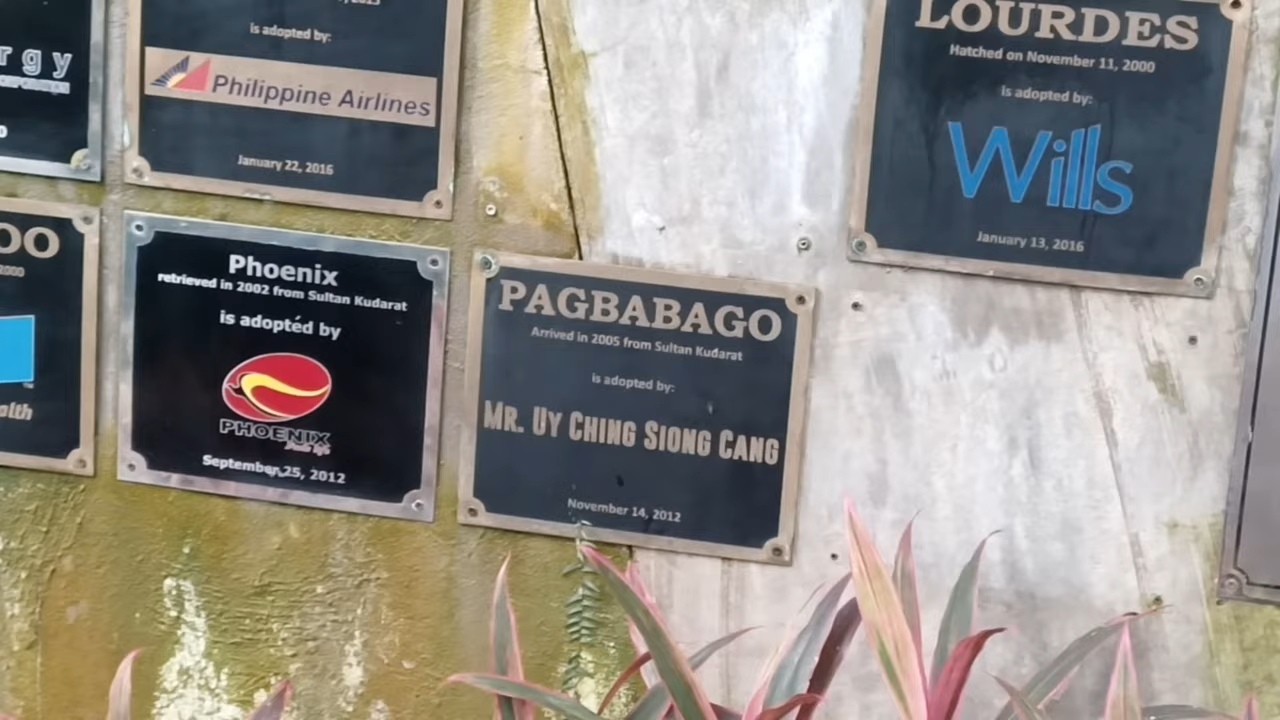 rgy
is adopted by:
Philippine Airlines
January 22, 2016
LOURDES
Hatched on November 11, 2000
is adopted by:
Wills
January 13, 2016
OO
2000
alth
Phoenix
retrieved in 2002 from Sultan Kudarat
is adopted by
PHOENIX
September 25, 2012
PAGBABAGO
Arrived in 2005 from Sultan Kudarat
is adopted by:
MR. UY CHING SIONG CANG
November 14, 2012